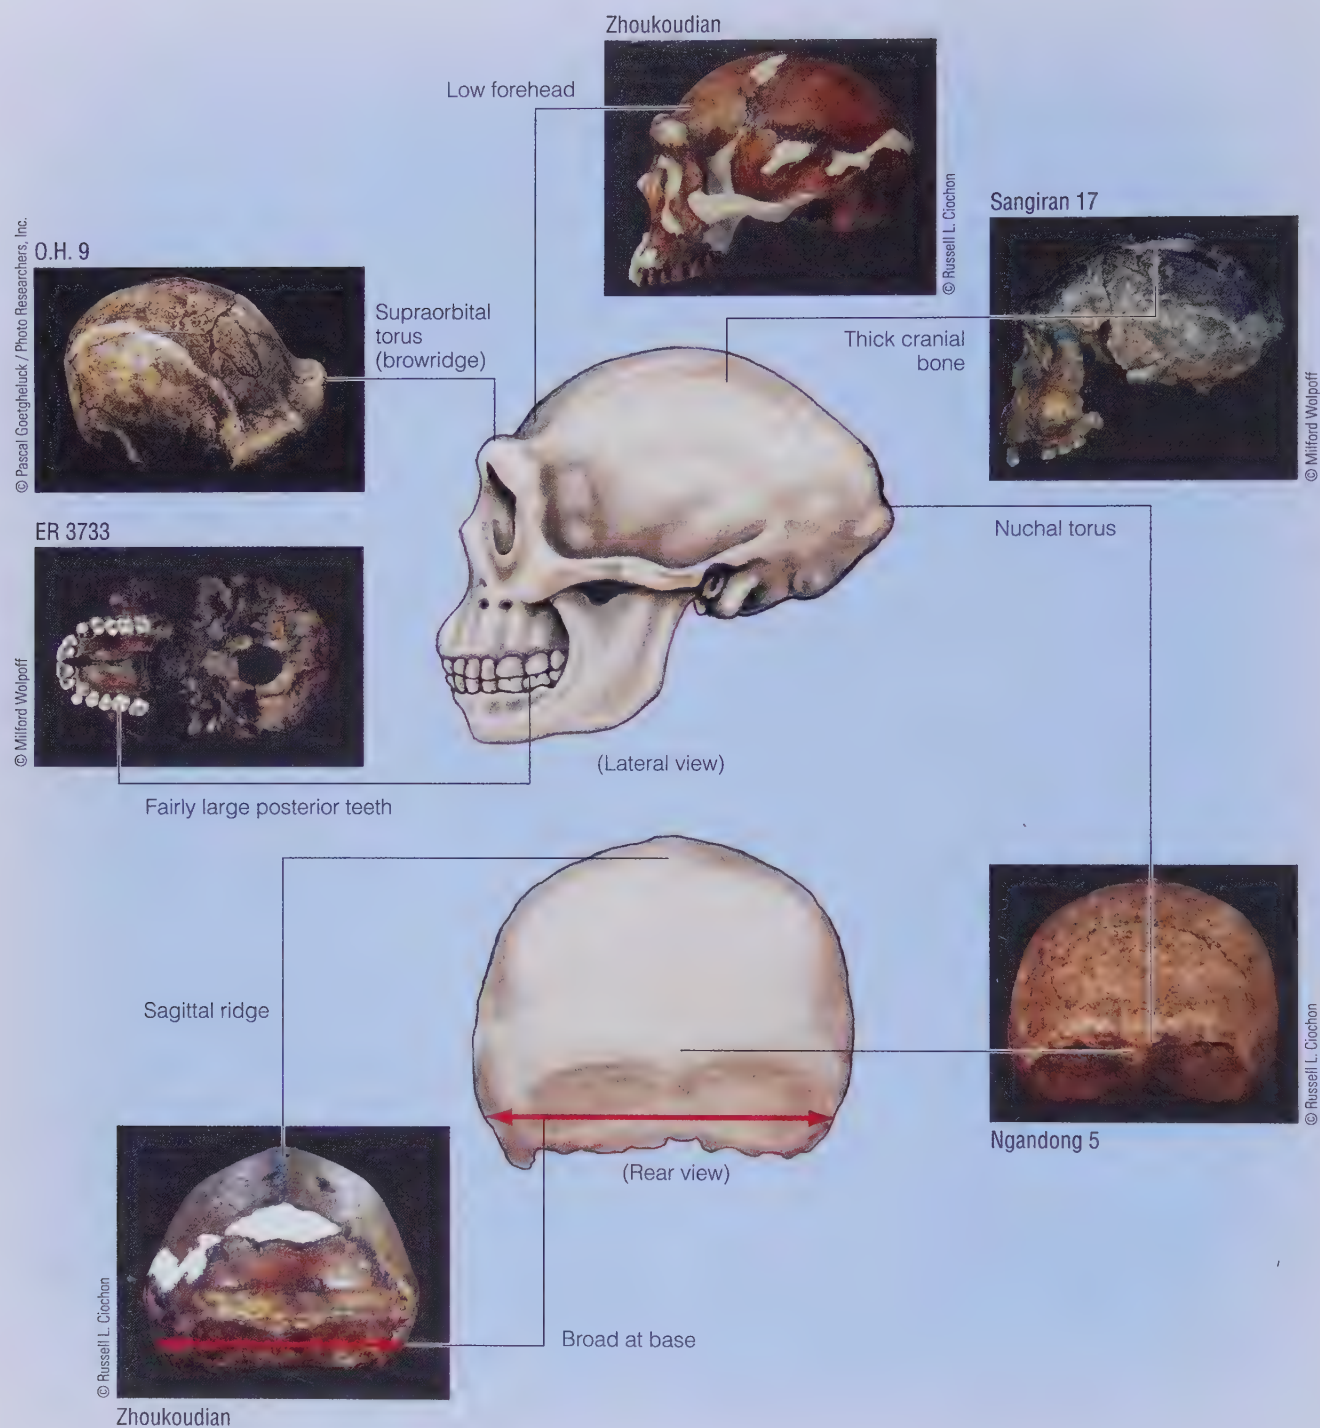 Zhoukoudian
Low forehead
© Russell L. Ciochon
Sangiran 17
© Pascal Goetgheluck / Photo Researchers, Inc.
O.H. 9
Supraorbital
torus
(browridge)
Thick cranial
bone
© Milford Wolpoff
Nuchal torus
ER 3733
© Milford Wolpoff
(Lateral view)
Fairly large posterior teeth
Sagittal ridge
© Russell L. Ciochon
Ngandong 5
(Rear view)
© Russell L. Ciochon
Broad at base
Zhoukoudian